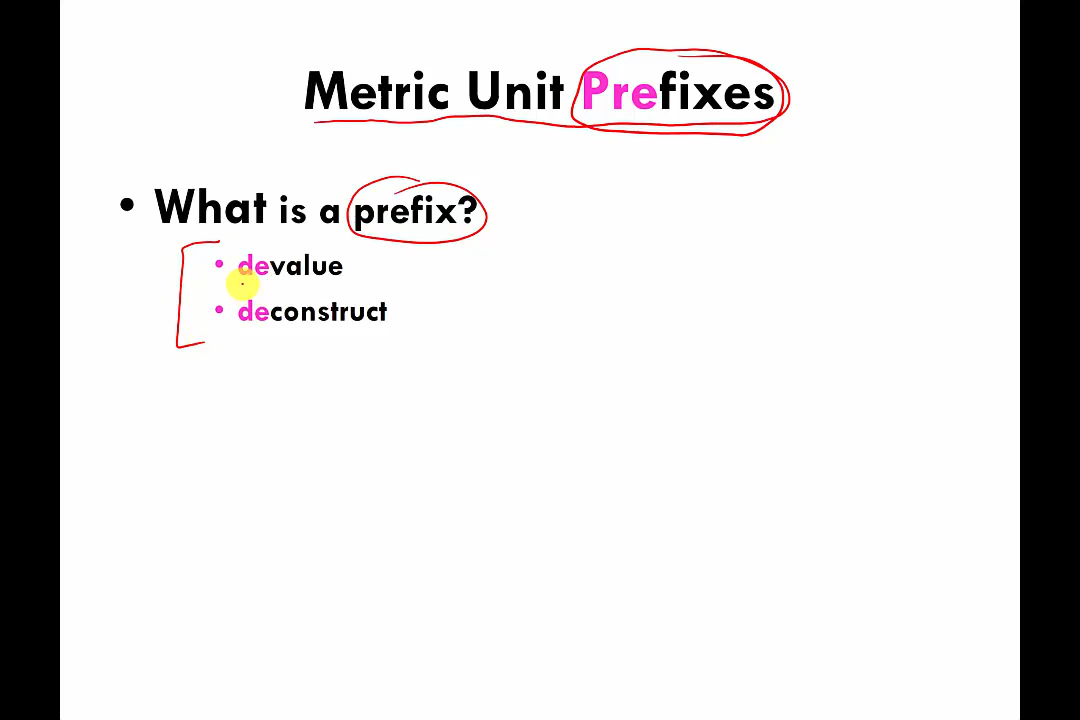 Metric Unit Prefixes
• What is a prefix?
• devalue
• deconstruct